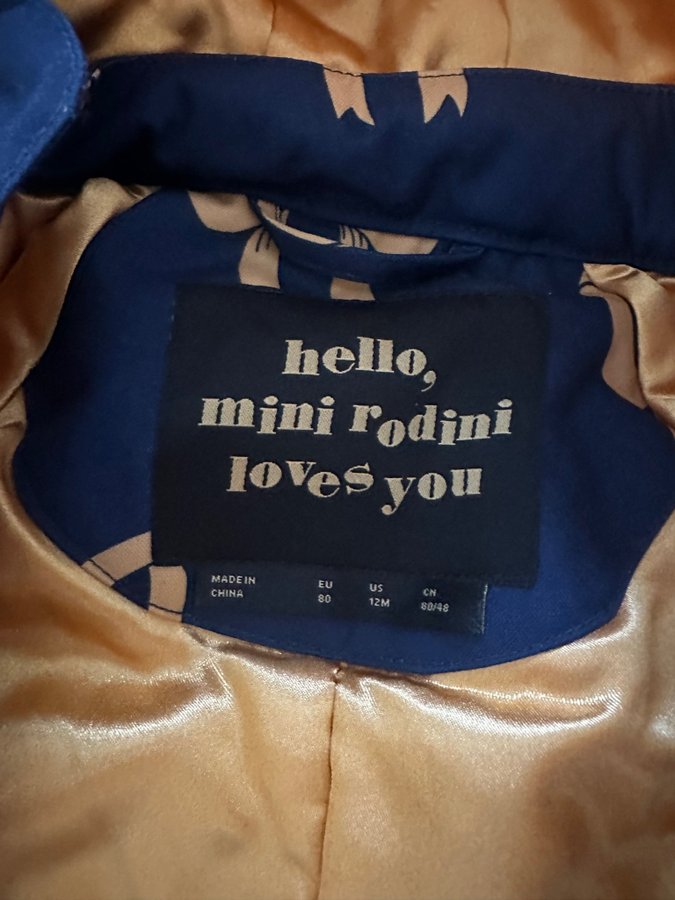 hello,
mini rodini
loves you
MADE IN CHINA
EU 80
US 12M
CN 80/48